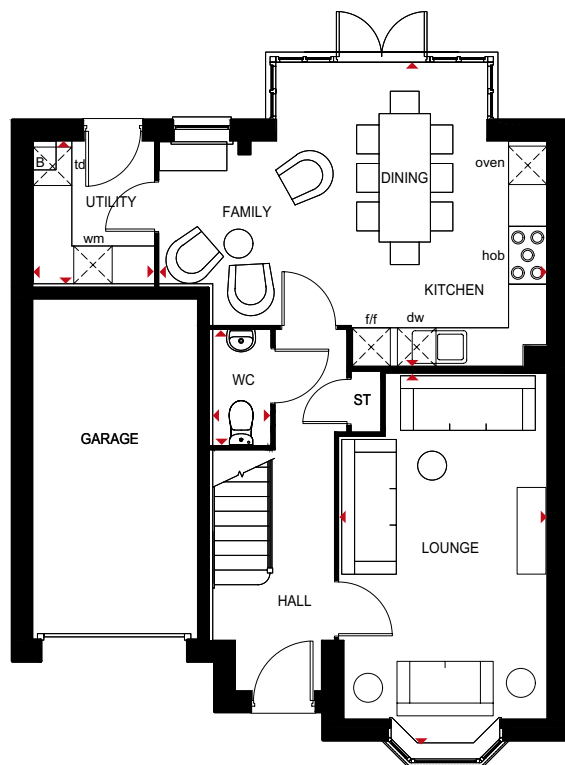 DINING
B
td
oven
UTILITY
FAMILY
wm
hob
KITCHEN
f/f
dw
WC
ST
GARAGE
LOUNGE
HALL